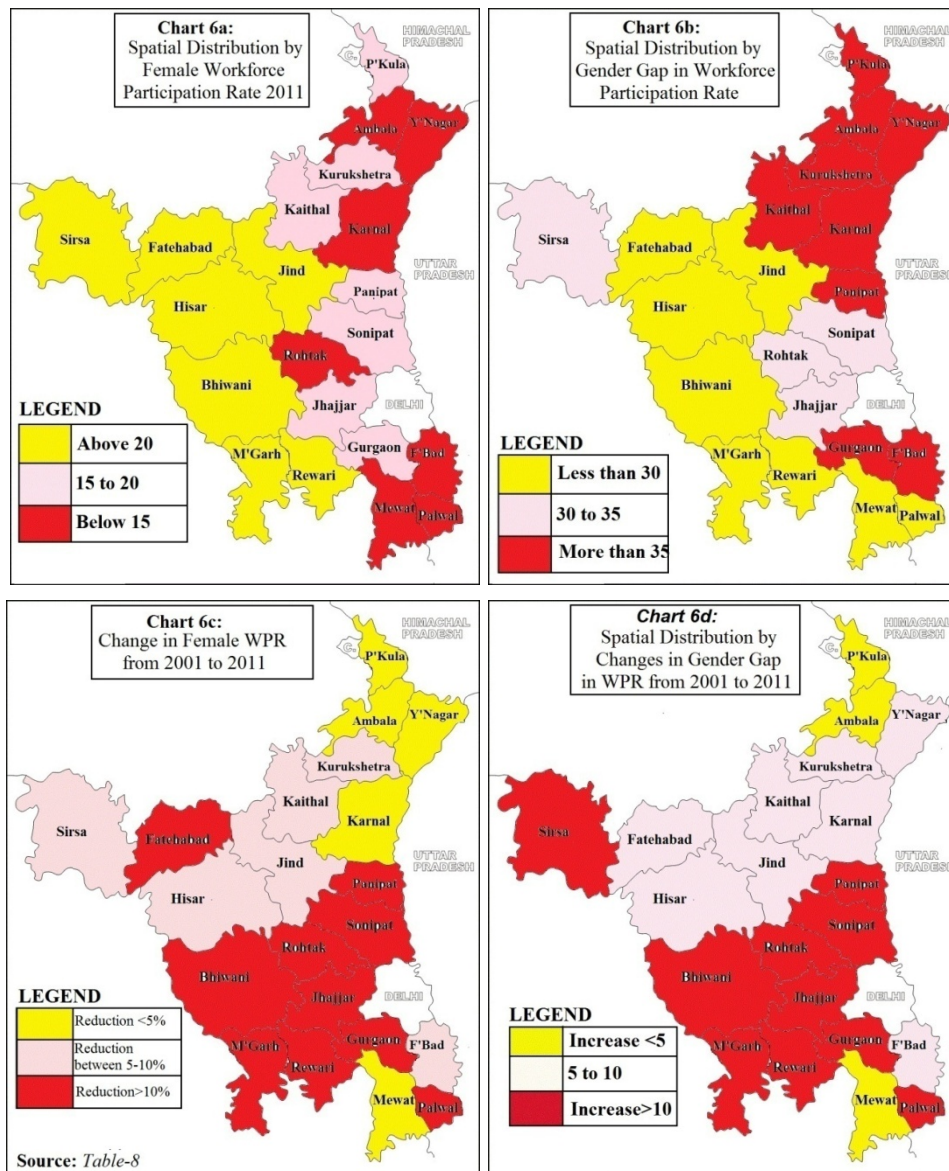 Chart 6a:
Spatial Distribution by
Female Workforce
Participation Rate 2011
HIMACHAL
PRADESH
C.
P'Kula
Ambala
Y'Nagar
Kurukshetra
Kaithal
Karnal
Sirsa
Fatehabad
Jind
UTTAR
PRADESH
Hisar
Panipat
Sonipat
Rohtak
Bhiwani
Jhajjar
DELHI
LEGEND
Above 20
15 to 20
Below 15
M'Garh
Rewari
Gurgaon
F'Bad
Mewat
Palwal
Chart 6b:
Spatial Distribution by
Gender Gap in Workforce
Participation Rate
HIMACHAL
PRADESH
C.
P'Kula
Ambala
Y'Nagar
Kurukshetra
Kaithal
Karnal
Sirsa
Fatehabad
Jind
UTTAR
PRADESH
Hisar
Panipat
Sonipat
Rohtak
Bhiwani
Jhajjar
DELHI
LEGEND
Less than 30
30 to 35
More than 35
M'Garh
Rewari
Gurgaon
F'Bad
Mewat
Palwal
Chart 6c:
Change in Female WPR
from 2001 to 2011
HIMACHAL
PRADESH
C.
P'Kula
Ambala
Y'Nagar
Kurukshetra
Kaithal
Karnal
Sirsa
Fatehabad
Jind
UTTAR
PRADESH
Hisar
Panipat
Sonipat
Rohtak
Bhiwani
Jhajjar
DELHI
LEGEND
Reduction <5%
Reduction
between 5-10%
Reduction>10%
M'Garh
Rewari
Gurgaon
F'Bad
Mewat
Palwal
Source: Table-8
Chart 6d:
Spatial Distribution by
Changes in Gender Gap
in WPR from 2001 to 2011
HIMACHAL
PRADESH
C.
P'Kula
Ambala
Y'Nagar
Kurukshetra
Kaithal
Karnal
Sirsa
Fatehabad
Jind
UTTAR
PRADESH
Hisar
Panipat
Sonipat
Rohtak
Bhiwani
Jhajjar
DELHI
LEGEND
Increase <5
5 to 10
Increase>10
M'Garh
Rewari
Gurgaon
F'Bad
Mewat
Palwal